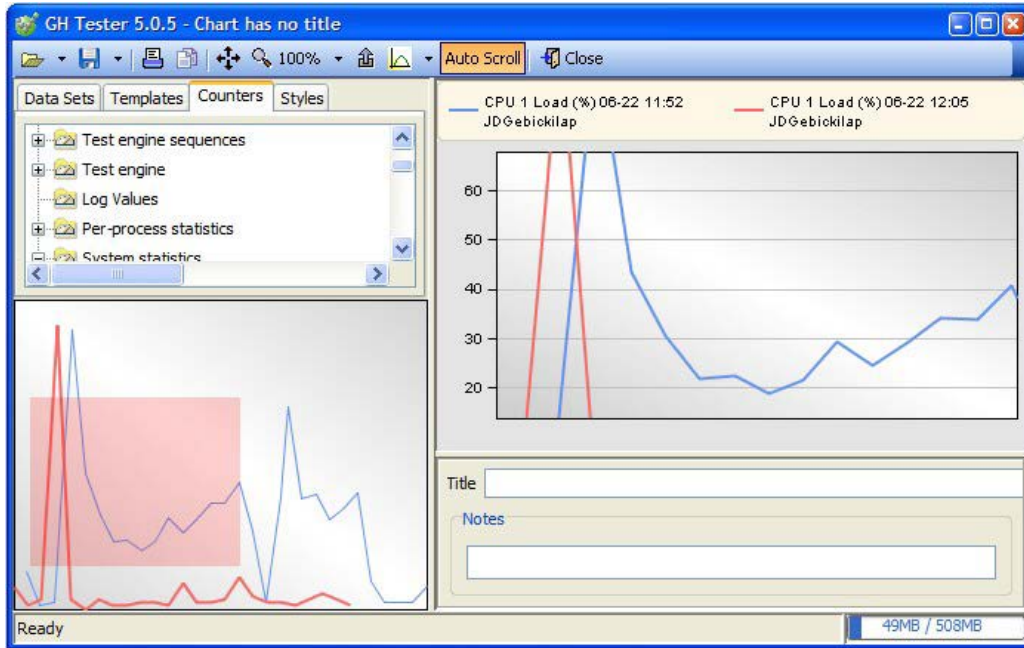 GH Tester 5.0.5 - Chart has no title
100% Auto Scroll Close
Data Sets Templates Counters Styles
Test engine sequences
Test engine
Log Values
Per-process statistics
System statistics
CPU 1 Load (%) 06-22 11:52
JDGebickilap
CPU 1 Load (%) 06-22 12:05
JDGebickilap
60
50
40
30
20
Title
Notes
Ready
49MB / 508MB